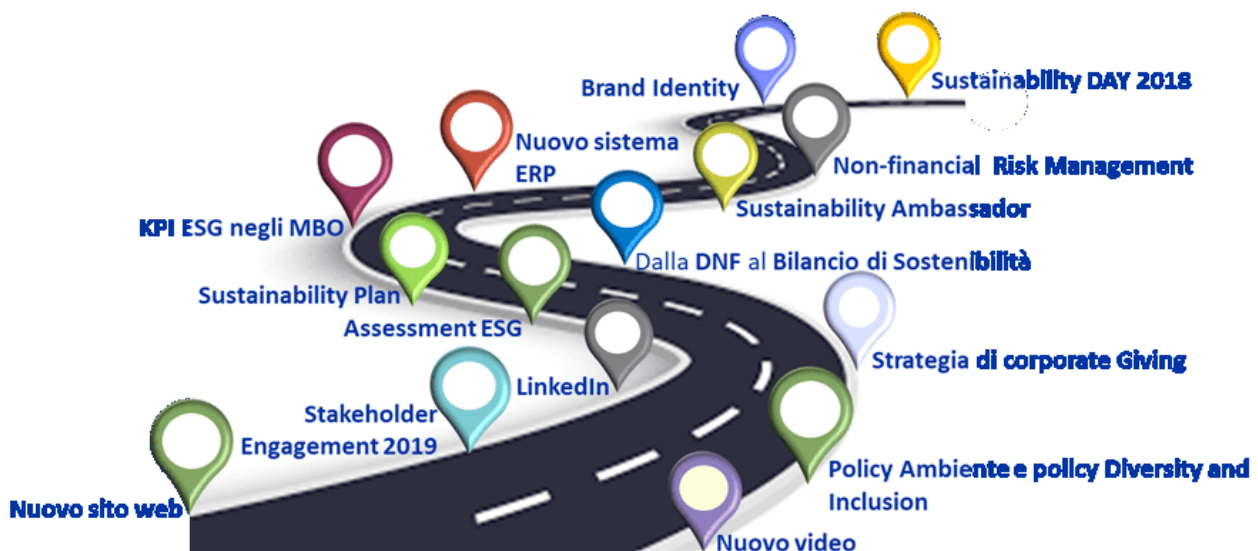 Brand Identity
Sustainability DAY 2018
Nuovo sistema
ERP
Non-financial Risk Management
Sustainability Ambassador
KPI ESG negli MBO
Dalla DNF al Bilancio di Sostenibilità
Sustainability Plan
Assessment ESG
Strategia di corporate Giving
LinkedIn
Stakeholder
Engagement 2019
Policy Ambiente e policy Diversity and
Inclusion
Nuovo sito web
Nuovo video